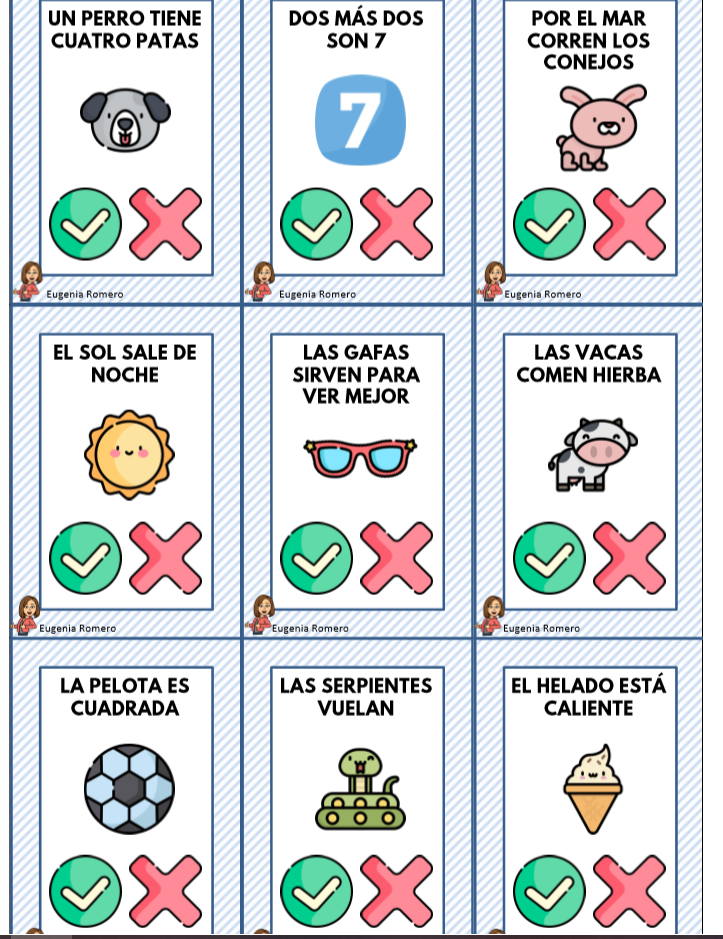 UN PERRO TIENE
CUATRO PATAS
DOS MÁS DOS
SON 7
7
POR EL MAR
CORREN LOS
CONEJOS
Eugenia Romero
Eugenia Romero
Eugenia Romero
EL SOL SALE DE
NOCHE
LAS GAFAS
SIRVEN PARA
VER MEJOR
LAS VACAS
COMEN HIERBA
Eugenia Romero
Eugenia Romero
Eugenia Romero
LA PELOTA ES
CUADRADA
LAS SERPIENTES
VUELAN
EL HELADO ESTÁ
CALIENTE